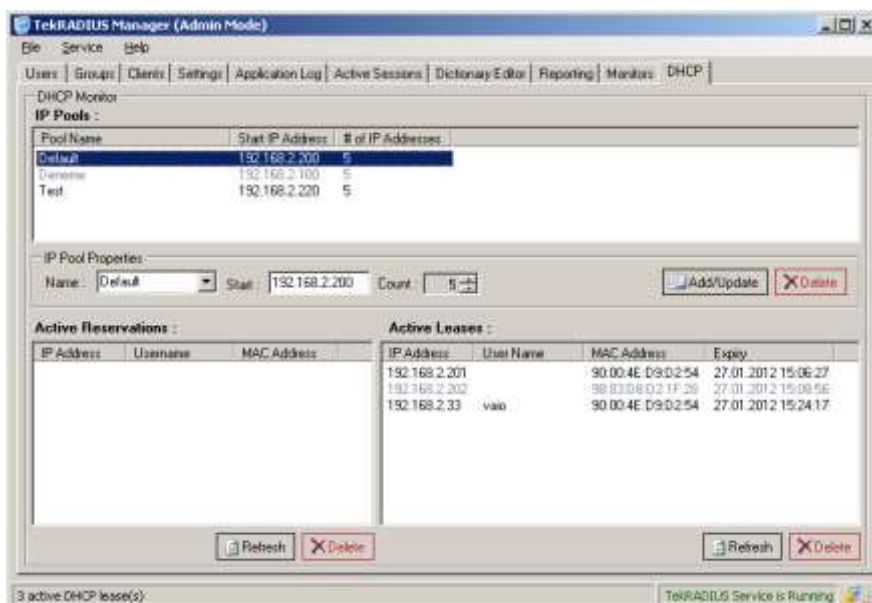 TekRADIUS Manager (Admin Mode)
File Service Help
Users Groups Clients Settings Application Log Active Sessions Dictionary Editor Reporting Monitors DHCP
DHCP Monitor
IP Pools :
Pool Name Start IP Address # of IP Addresses
Default 192.168.2.200 5
Deneme 192.168.2.100 5
Test 192.168.2.220 5
IP Pool Properties
Name : Default Start : 192.168.2.200 Count : 5 Add/Update Delete
Active Reservations : Active Leases :
IP Address Username MAC Address IP Address User Name MAC Address Expiry
192.168.2.201 90:00:4E:D9:D2:54 27.01.2012 15:06:27
192.168.2.202 27.01.2012 15:08:56
192.168.2.33 vaio 90:00:4E:D9:D2:54 27.01.2012 15:24:17
Refresh Delete Refresh Delete
3 active DHCP lease(s) TekRADIUS Service is Running